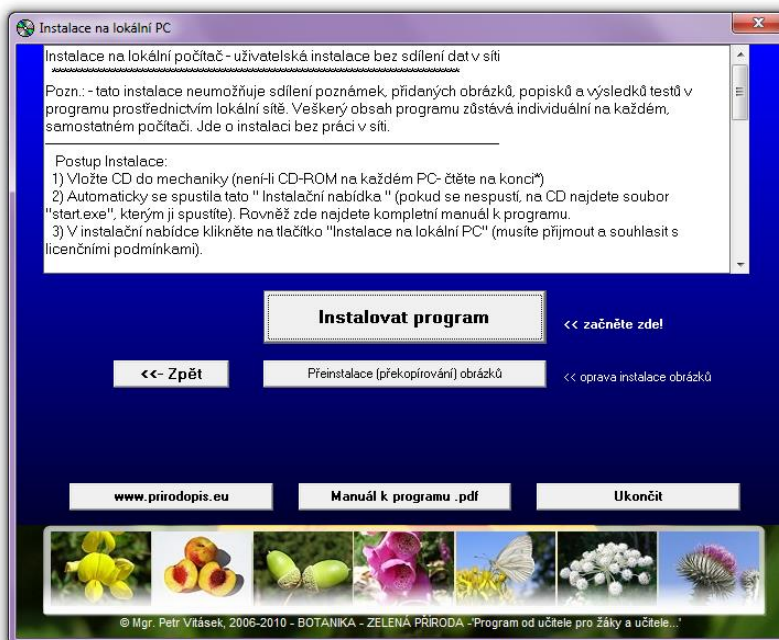 Instalace na lokální PC
Instalace na lokální počítač - uživatelská instalace bez sdílení dat v síti
*********************************************************************
Pozn.: - tato instalace neumožňuje sdílení poznámek, přidaných obrázků, popisků a výsledků testů v
programu prostřednictvím lokální sítě. Veškerý obsah programu zůstává individuální na každém,
samostatném počítači. Jde o instalaci bez práci v síti.
Postup Instalace:
1) Vložte CD do mechaniky (není-li CD-ROM na každém PC- čtěte na konci*)
2) Automaticky se spustila tato " Instalační nabídka " (pokud se nespustí, na CD najdete soubor
"start.exe", kterým ji spustíte). Rovněž zde najdete kompletní manuál k programu.
3) V instalační nabídce klikněte na tlačítko "Instalace na lokální PC" (musíte přijmout a souhlasit s
licenčními podmínkami).
Instalovat program
<< začněte zde!
<<- Zpět
Přeinstalace (překopírování) obrázků
<< oprava instalace obrázků
www.prirodopis.eu
Manuál k programu .pdf
Ukončit
© Mgr. Petr Vitásek, 2006-2010 - BOTANIKA - ZELENÁ PŘÍRODA -'Program od učitele pro žáky a učitele...'